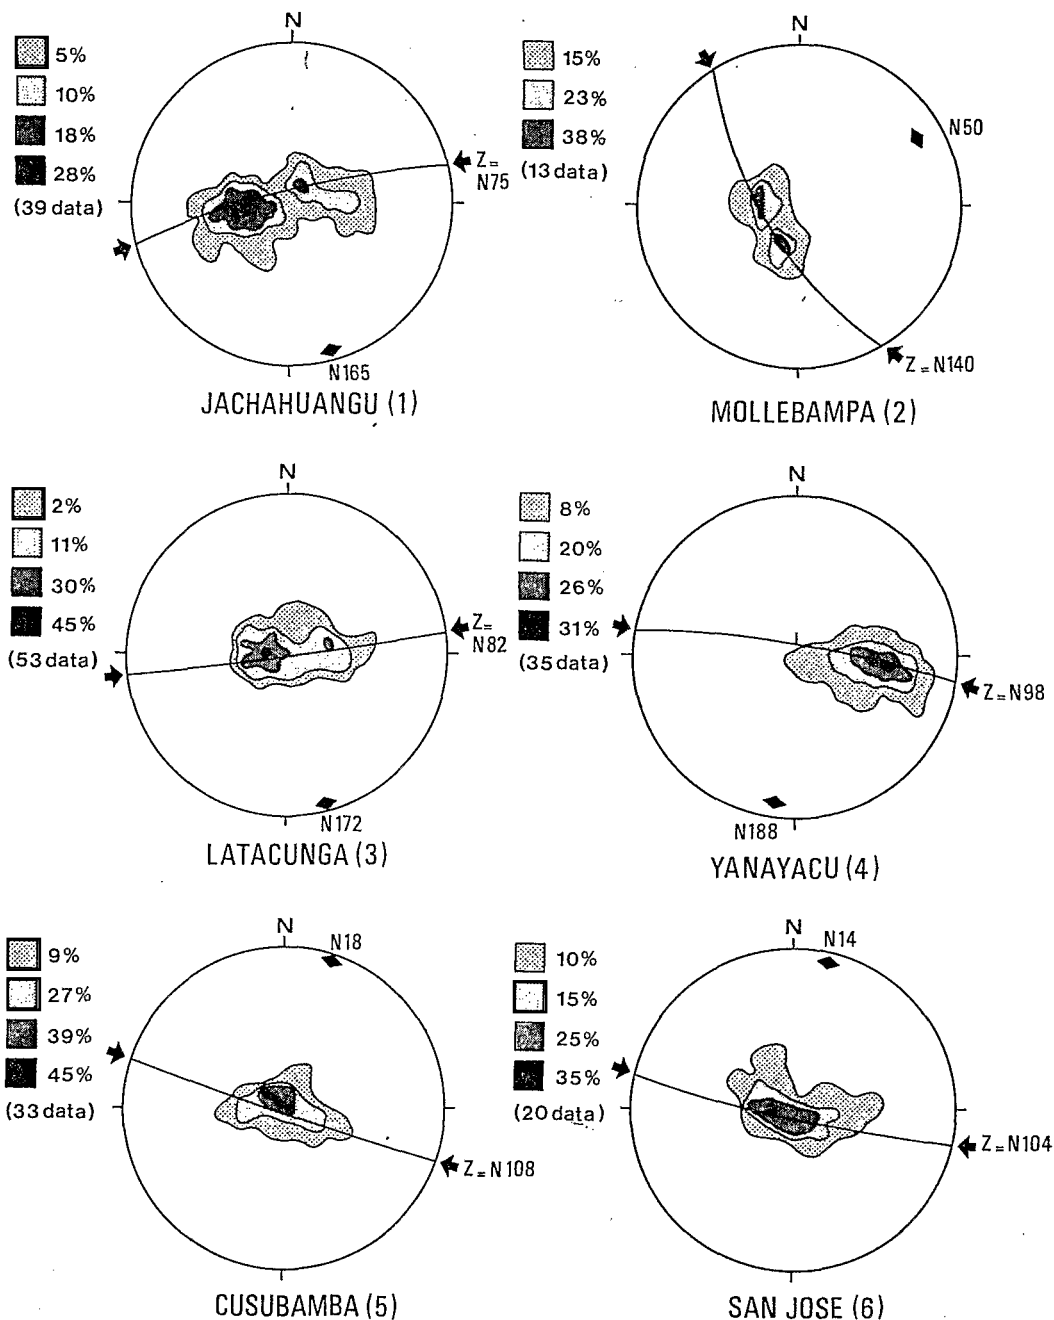 N
5%
10%
18%
28%
(39 data)
Z=
N75
N165
JACHAHUANGU (1)
N
15%
23%
38%
(13 data)
N50
Z=N140
MOLLEBAMPA (2)
N
2%
11%
30%
45%
(53 data)
Z=
N82
N172
LATACUNGA (3)
N
8%
20%
26%
31%
(35 data)
Z=N98
N188
YANAYACU (4)
N
9%
27%
39%
45%
(33 data)
N18
Z=N108
CUSUBAMBA (5)
N
10%
15%
25%
35%
(20 data)
N14
Z=N104
SAN JOSE (6)